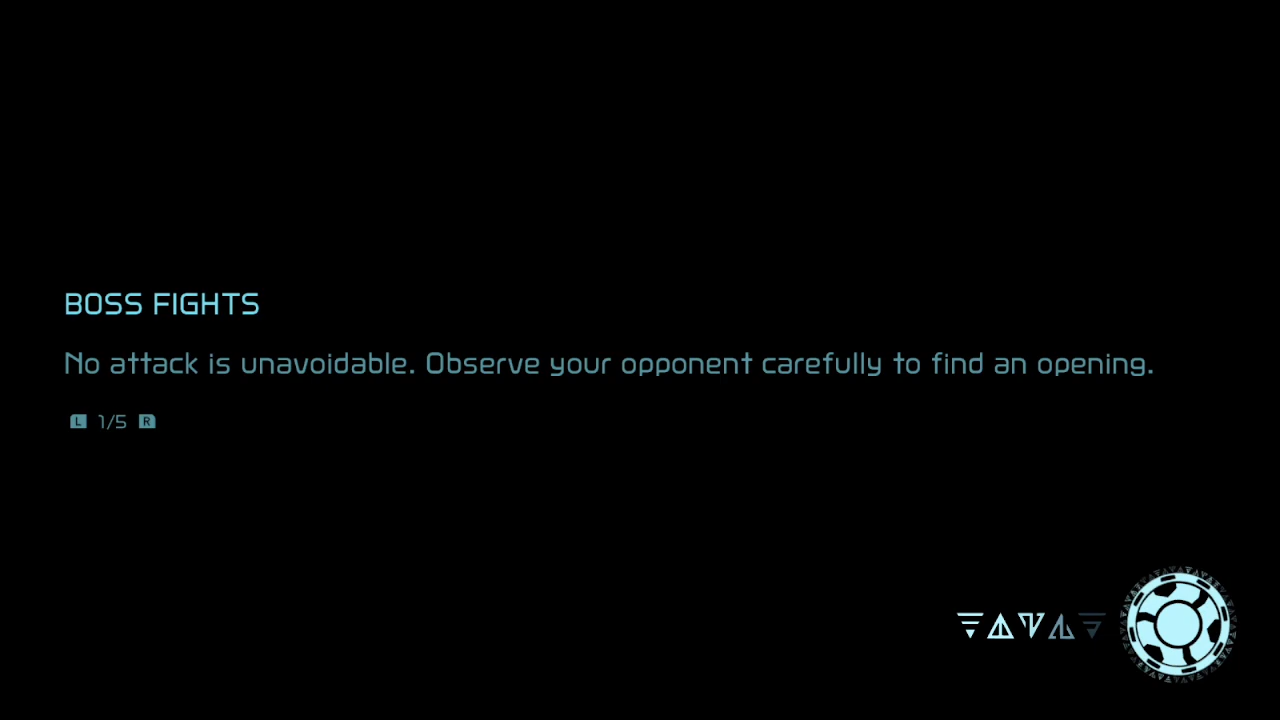 BOSS FIGHTS
No attack is unavoidable. Observe your opponent carefully to find an opening.
L 1/5 R